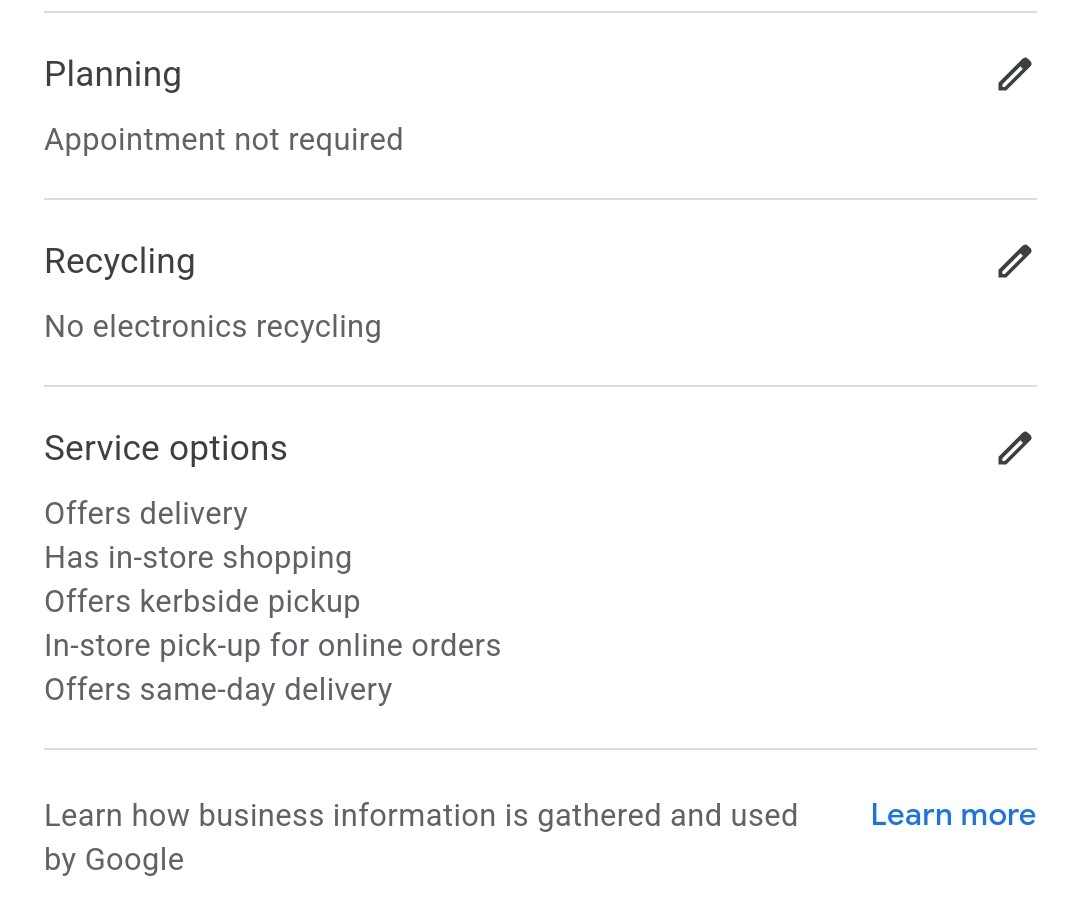 Planning
Appointment not required
Recycling
No electronics recycling
Service options
Offers delivery
Has in-store shopping
Offers kerbside pickup
In-store pick-up for online orders
Offers same-day delivery
Learn how business information is gathered and used
by Google
Learn more